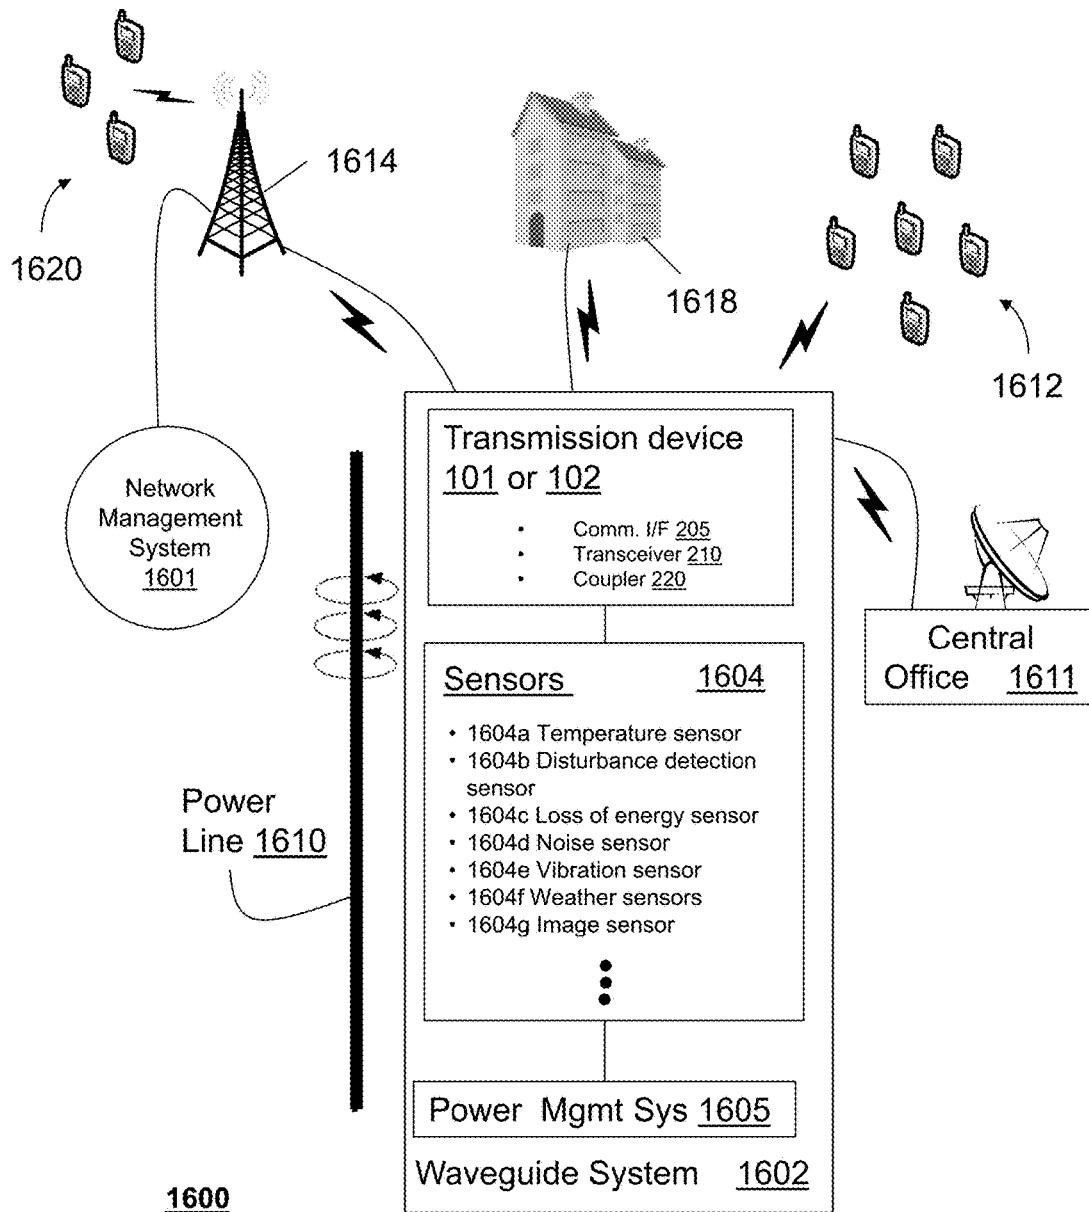 1614
1620
1618
1612
Transmission device
101 or 102
• Comm. I/F 205
• Transceiver 210
• Coupler 220
Network
Management
System
1601
Central
Office 1611
Sensors 1604
• 1604a Temperature sensor
• 1604b Disturbance detection
sensor
• 1604c Loss of energy sensor
• 1604d Noise sensor
• 1604e Vibration sensor
• 1604f Weather sensors
• 1604g Image sensor
Power
Line 1610
Power Mgmt Sys 1605
Waveguide System 1602
1600